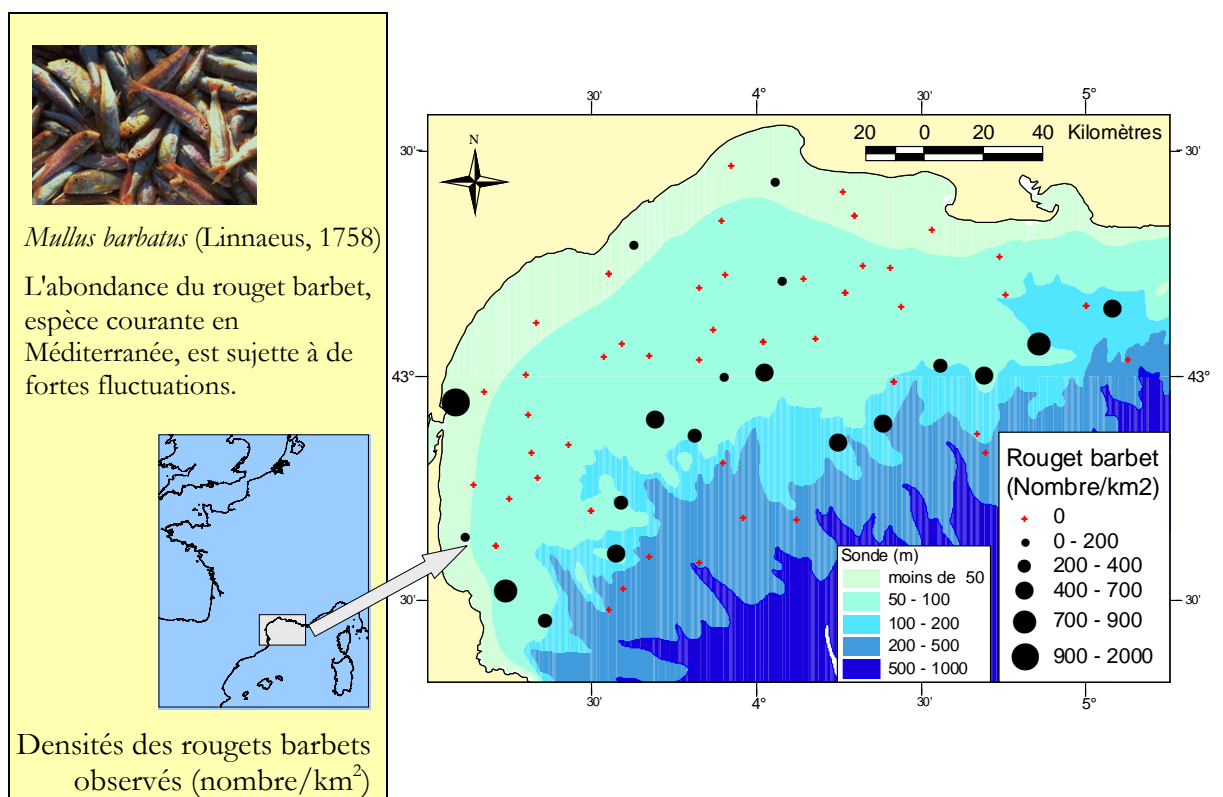 Mullus barbatus (Linnaeus, 1758)
L'abondance du rouget barbet,
espèce courante en
Méditerranée, est sujette à de
fortes fluctuations.
Densités des rougets barbets
observés (nombre/km²)
30' 4° 30' 5°
20 0 20 40 Kilomètres
N
30' 30'
43° 43°
30' 30'
30' 4° 30' 5°
Sonde (m)
moins de 50
50 - 100
100 - 200
200 - 500
500 - 1000
Rouget barbet
(Nombre/km2)
0
0 - 200
200 - 400
400 - 700
700 - 900
900 - 2000